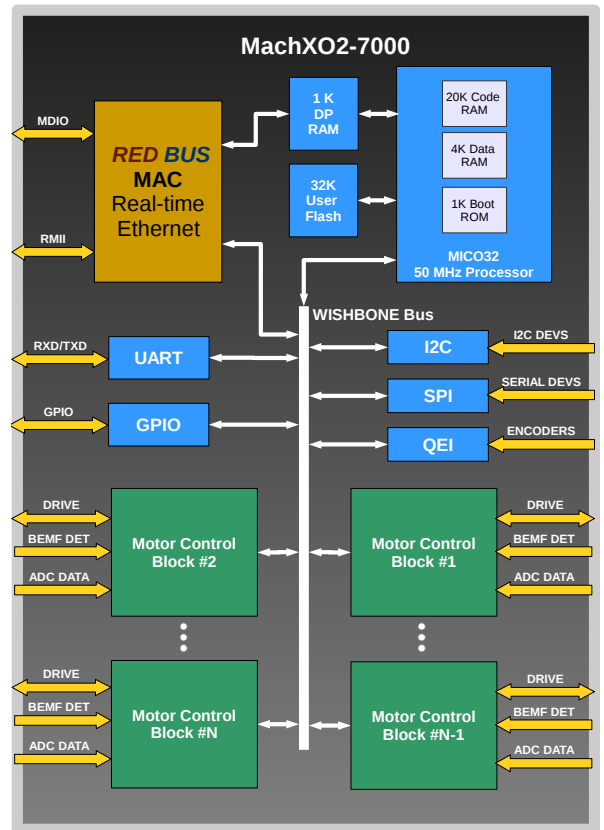 MachXO2-7000
MDIO
RMII
RED BUS
MAC
Real-time
Ethernet
1 K
DP
RAM
32K
User
Flash
20K Code
RAM
4K Data
RAM
1K Boot
ROM
MICO32
50 MHz Processor
WISHBONE Bus
RXD/TXD
UART
I2C
I2C DEVS
SPI
SERIAL DEVS
GPIO
GPIO
QEI
ENCODERS
DRIVE
BEMF DET
ADC DATA
Motor Control
Block #2
Motor Control
Block #1
DRIVE
BEMF DET
ADC DATA
DRIVE
BEMF DET
ADC DATA
Motor Control
Block #N
Motor Control
Block #N-1
DRIVE
BEMF DET
ADC DATA